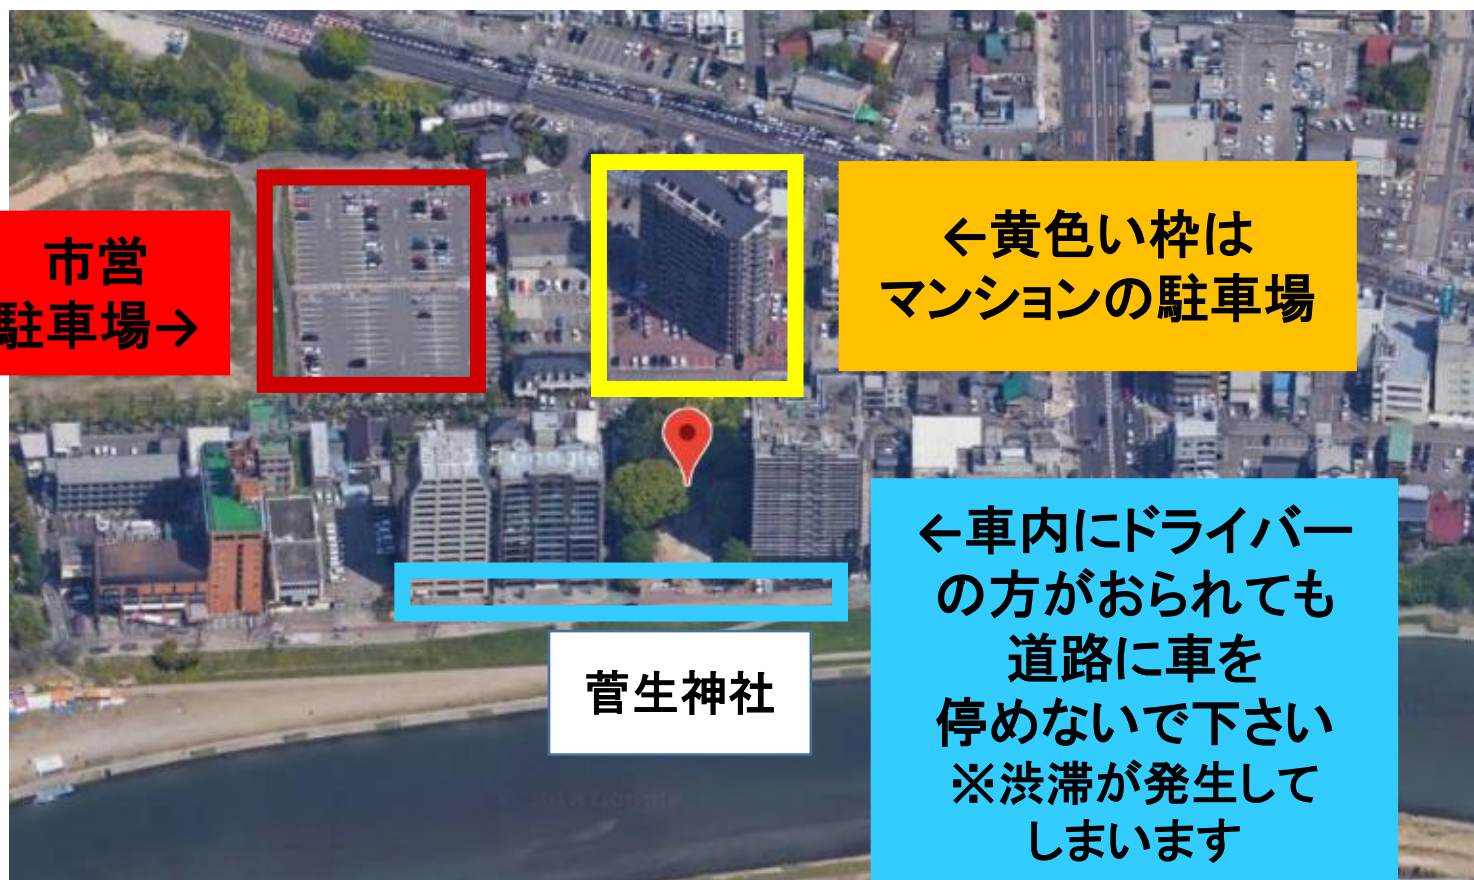 市営
駐車場→
←黄色い枠は
マンションの駐車場
←車内にドライバー
の方がおられても
道路に車を
停めないで下さい
※渋滞が発生して
しまいます
菅生神社
Google